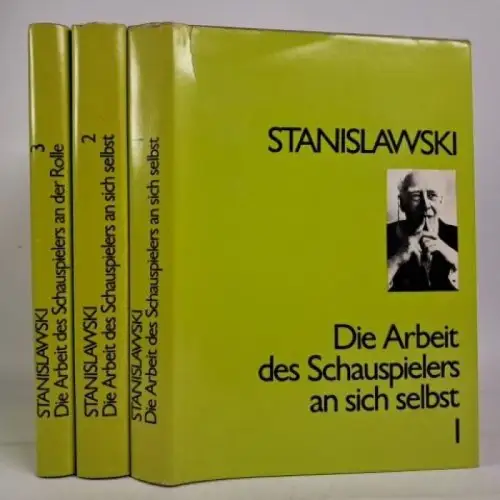 STANISLAWSKI
3
Die Arbeit des Schauspielers an der Rolle
STANISLAWSKI
2
Die Arbeit des Schauspielers an sich selbst
STANISLAWSKI
1
Die Arbeit des Schauspielers an sich selbst
STANISLAWSKI
Die Arbeit
des Schauspielers
an sich selbst
I